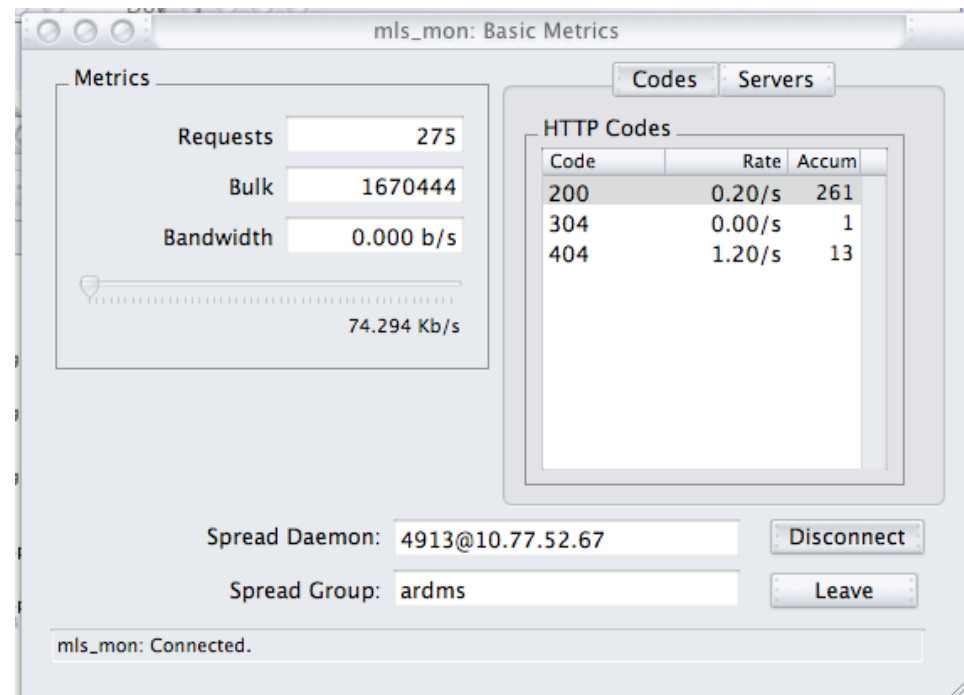 mls_mon: Basic Metrics
Metrics
Requests 275
Bulk 1670444
Bandwidth 0.000 b/s
74.294 Kb/s
Codes Servers
HTTP Codes
Code Rate Accum
200 0.20/s 261
304 0.00/s 1
404 1.20/s 13
Spread Daemon: 4913@10.77.52.67 Disconnect
Spread Group: ardms Leave
mls_mon: Connected.